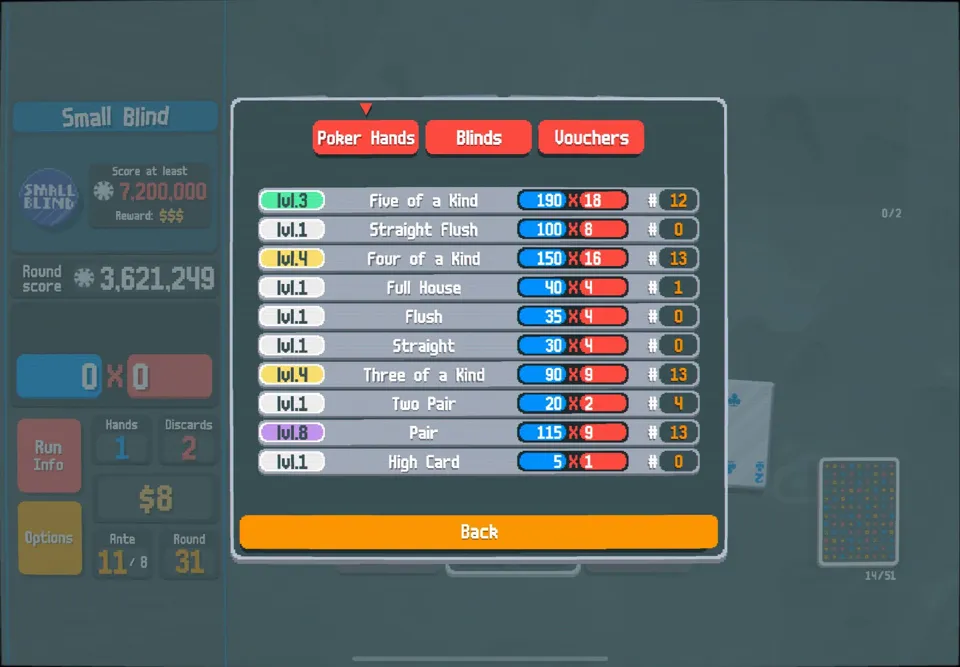 Small Blind
SMALL
BLIND
Score at least
7,200,000
Reward: $$$
Round
score
3,621,249
0 X 0
Run
Info
Hands
1
Discards
2
$8
Options
Ante
11/8
Round
31
Poker Hands Blinds Vouchers
lvl.3 Five of a Kind 190 X 18 # 12
lvl.1 Straight Flush 100 X 8 # 0
lvl.4 Four of a Kind 150 X 16 # 13
lvl.1 Full House 40 X 4 # 1
lvl.1 Flush 35 X 4 # 0
lvl.1 Straight 30 X 4 # 0
lvl.4 Three of a Kind 90 X 9 # 13
lvl.1 Two Pair 20 X 2 # 4
lvl.8 Pair 115 X 9 # 13
lvl.1 High Card 5 X 1 # 0
Back
0/2
2
14/51